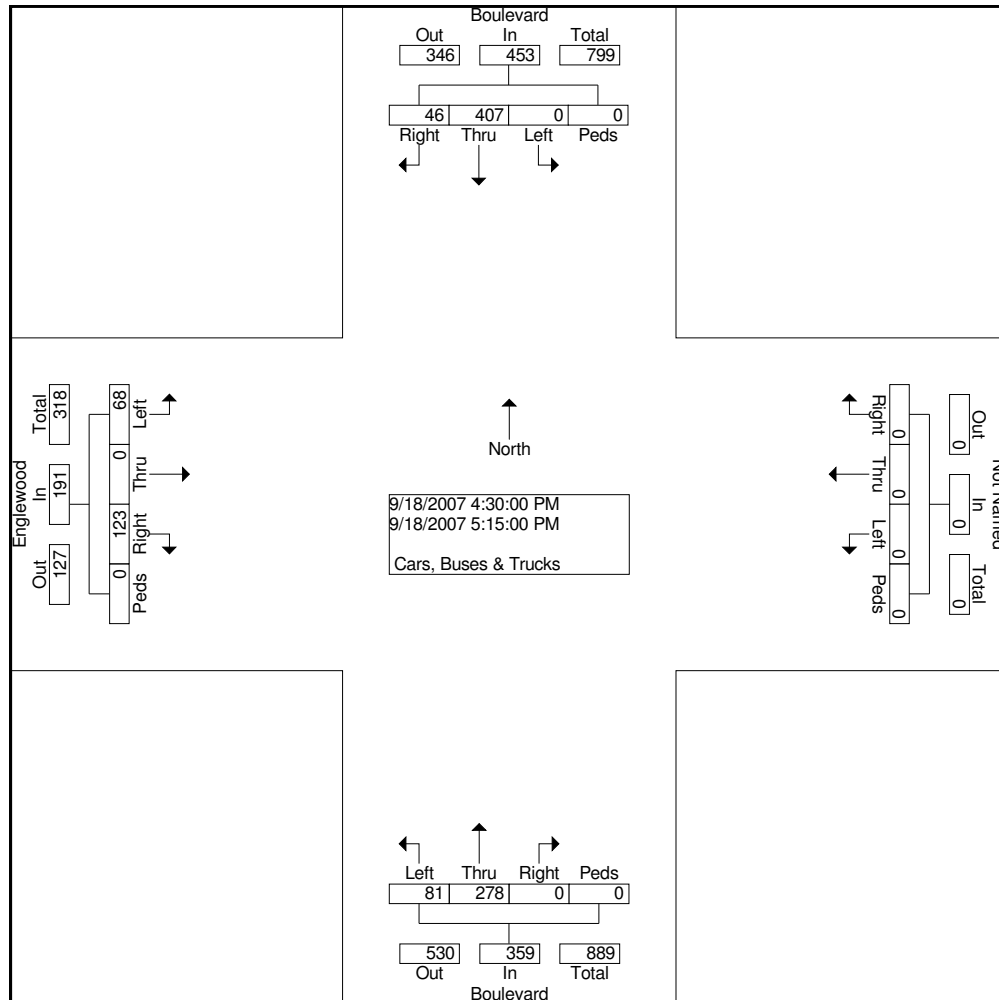 Boulevard
Out In Total
346 453 799
46 407 0 0
Right Thru Left Peds
Englewood
Out In Total
127 191 318
68 0 123 0
Left Thru Right Peds
North
9/18/2007 4:30:00 PM
9/18/2007 5:15:00 PM
Cars, Buses & Trucks
Right Thru Left Peds
0 0 0 0
Out In Total
0 0 0
Not Named
Left Thru Right Peds
81 278 0 0
530 359 889
Out In Total
Boulevard